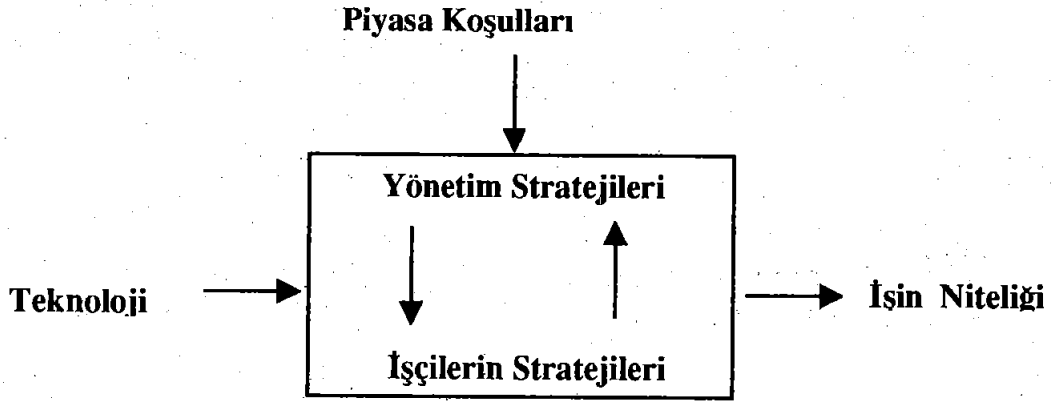 Piyasa Koşulları
Yönetim Stratejileri
Teknoloji
İşin Niteliği
İşçilerin Stratejileri